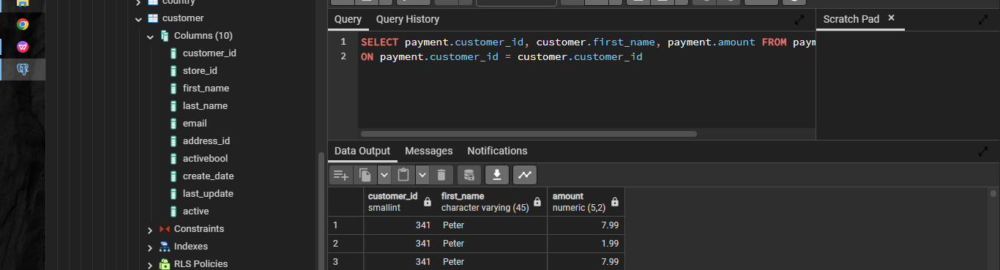 country
customer
Columns (10)
customer_id
store_id
first_name
last_name
email
address_id
activebool
create_date
last_update
active
Constraints
Indexes
RLS Policies
Query Query History
1 SELECT payment.customer_id, customer.first_name, payment.amount FROM paym
2 ON payment.customer_id = customer.customer_id
Scratch Pad
Data Output Messages Notifications
customer_id first_name amount
smallint character varying (45) numeric (5,2)
1 341 Peter 7.99
2 341 Peter 1.99
3 341 Peter 7.99